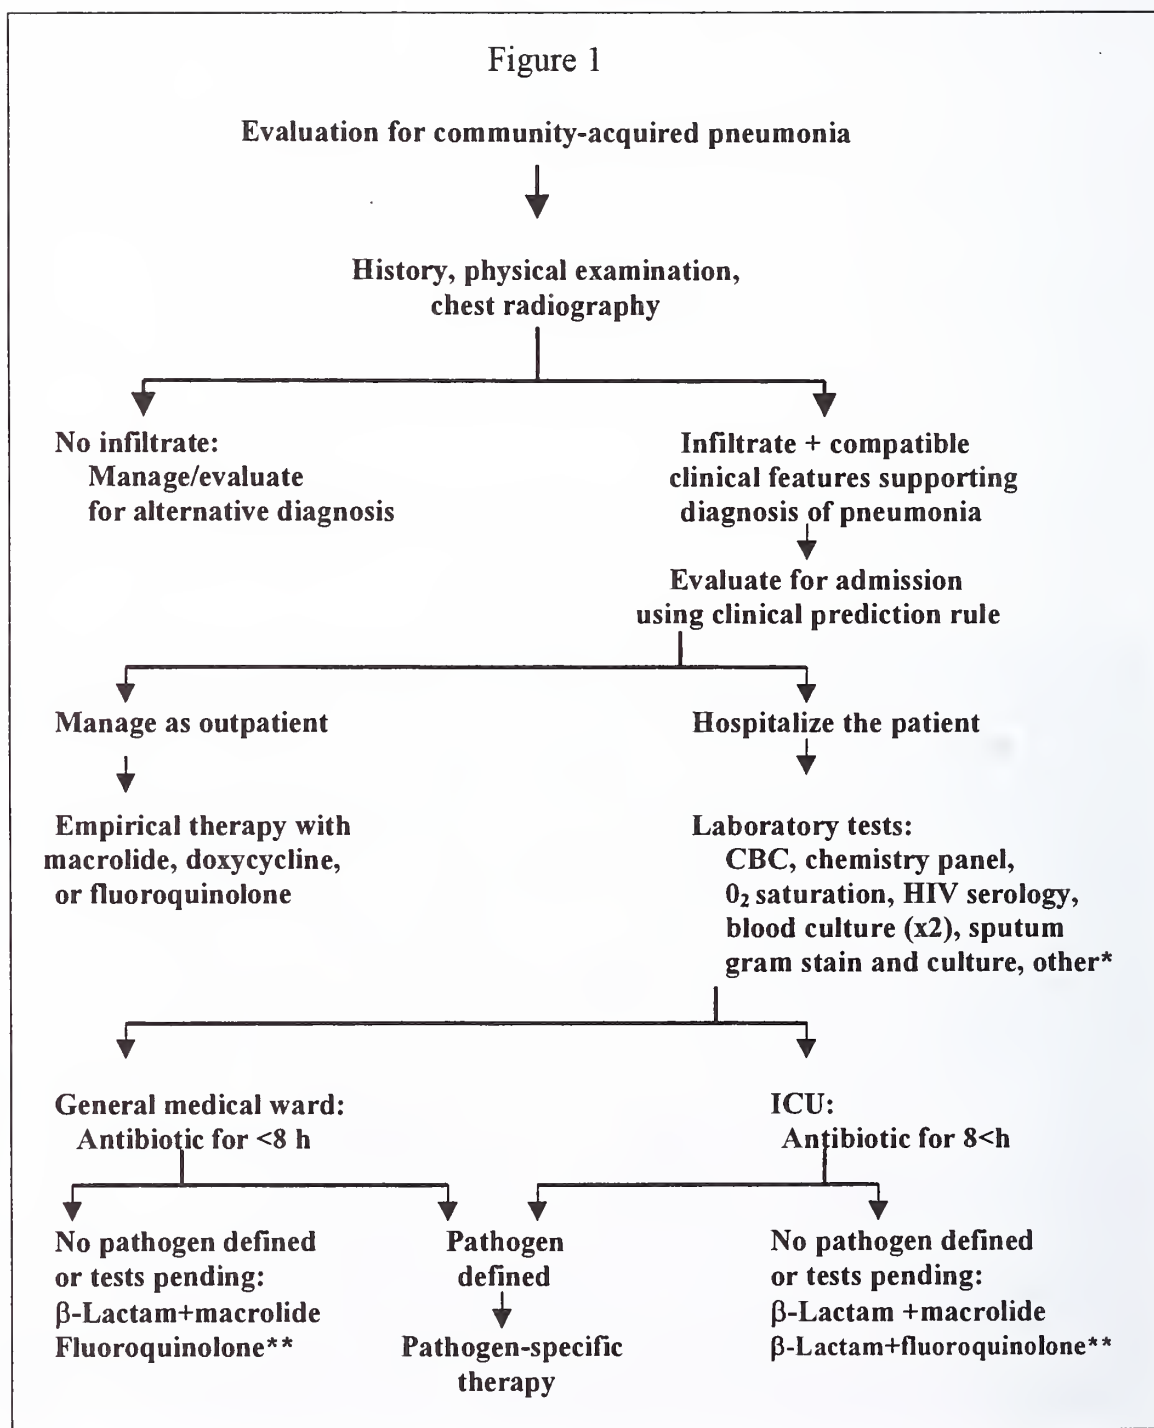 Figure 1
Evaluation for community-acquired pneumonia
History, physical examination,
chest radiography
No infiltrate:
Manage/evaluate
for alternative diagnosis
Infiltrate + compatible
clinical features supporting
diagnosis of pneumonia
Evaluate for admission
using clinical prediction rule
Manage as outpatient
Hospitalize the patient
Empirical therapy with
macrolide, doxycycline,
or fluoroquinolone
Laboratory tests:
CBC, chemistry panel,
0₂ saturation, HIV serology,
blood culture (x2), sputum
gram stain and culture, other*
General medical ward:
Antibiotic for <8 h
ICU:
Antibiotic for 8<h
No pathogen defined
or tests pending:
β-Lactam+macrolide
Fluoroquinolone**
Pathogen
defined
Pathogen-specific
therapy
No pathogen defined
or tests pending:
β-Lactam +macrolide
β-Lactam+fluoroquinolone**